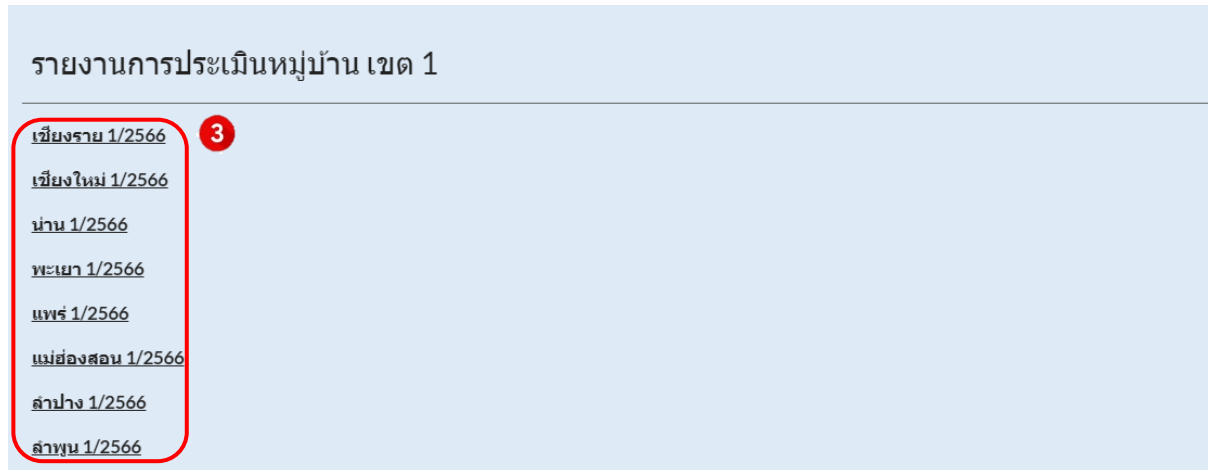 รายงานการประเมินหมู่บ้าน เขต 1
เชียงราย 1/2566
3
เชียงใหม่ 1/2566
น่าน 1/2566
พะเยา 1/2566
แพร่ 1/2566
แม่ฮ่องสอน 1/2566
ลำปาง 1/2566
ลำพูน 1/2566